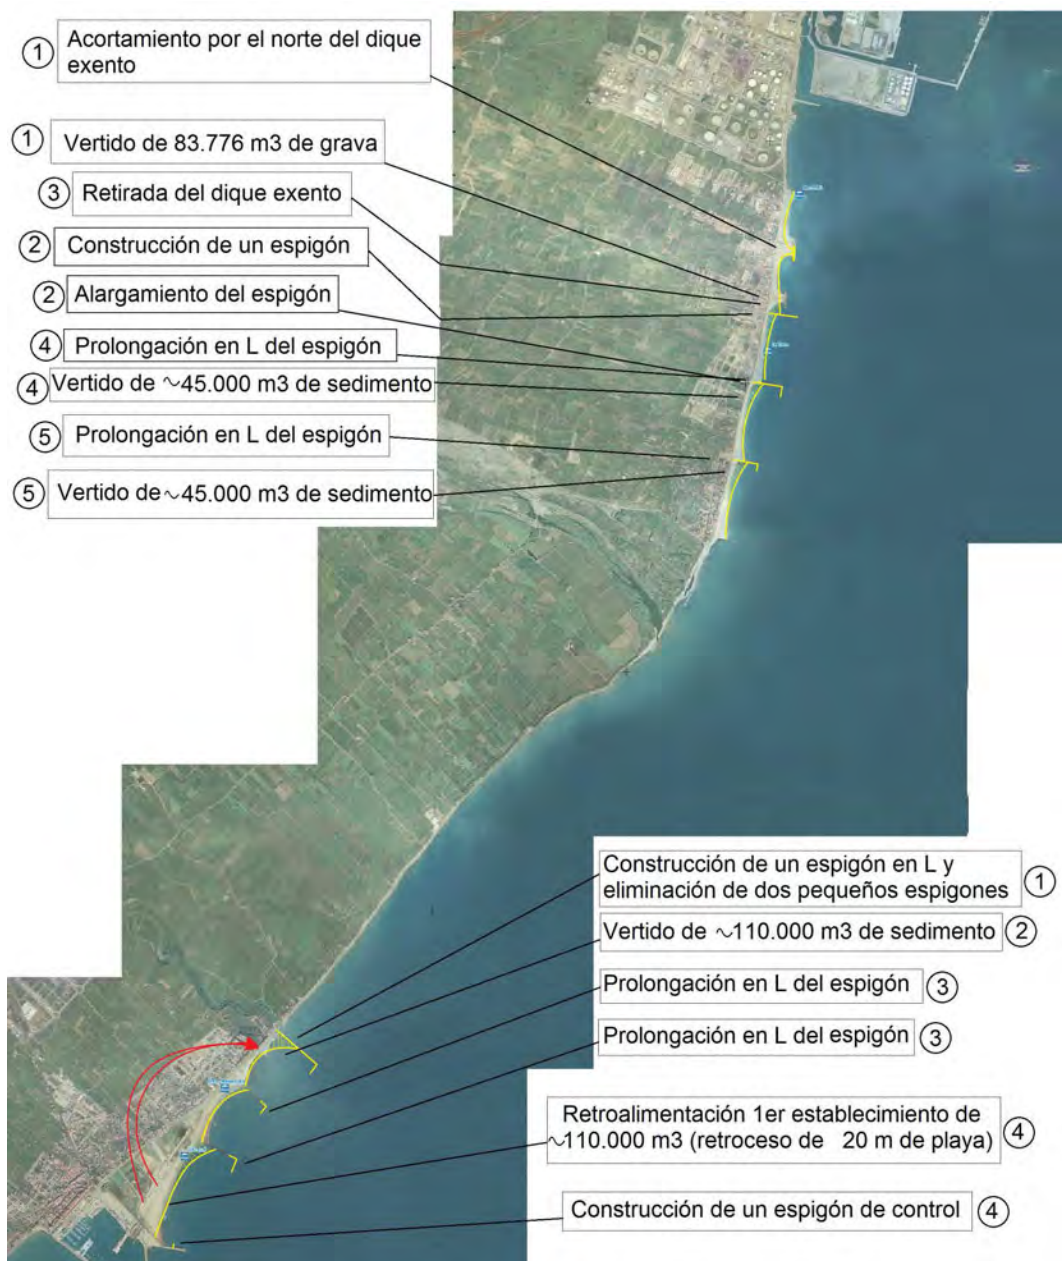 1 Acortamiento por el norte del dique
exento
1 Vertido de 83.776 m3 de grava
3 Retirada del dique exento
2 Construcción de un espigón
2 Alargamiento del espigón
4 Prolongación en L del espigón
4 Vertido de ~45.000 m3 de sedimento
5 Prolongación en L del espigón
5 Vertido de ~45.000 m3 de sedimento
Construcción de un espigón en L y
eliminación de dos pequeños espigones 1
Vertido de ~110.000 m3 de sedimento 2
Prolongación en L del espigón 3
Prolongación en L del espigón 3
Retroalimentación 1er establecimiento de
~110.000 m3 (retroceso de 20 m de playa) 4
Construcción de un espigón de control 4